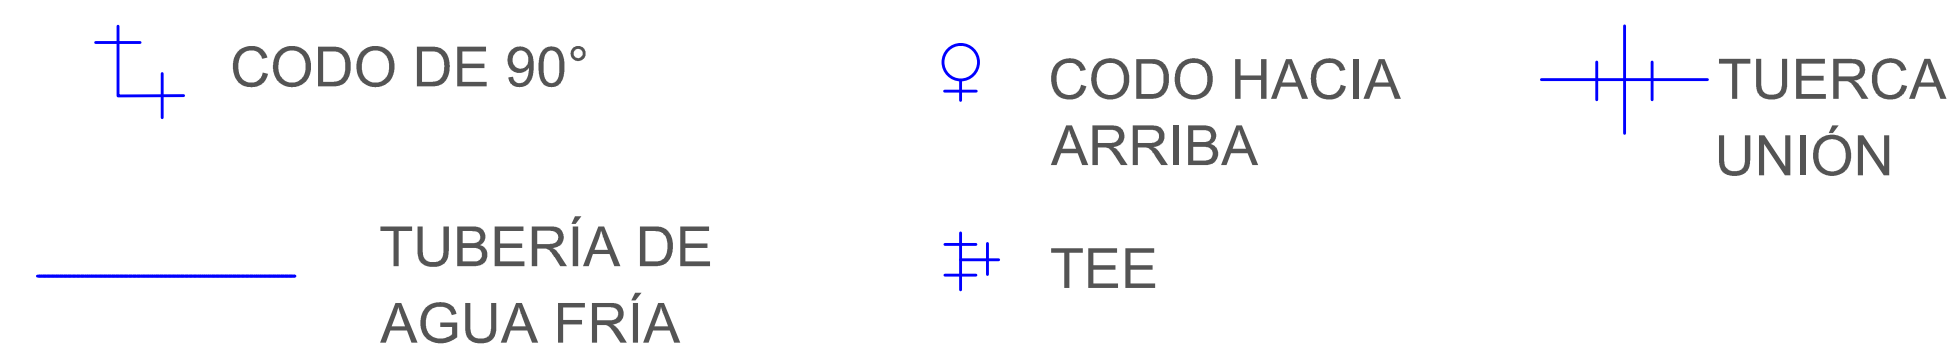 CODO DE 90°
CODO HACIA
ARRIBA
TUERCA
UNIÓN
TUBERÍA DE
AGUA FRÍA
TEE